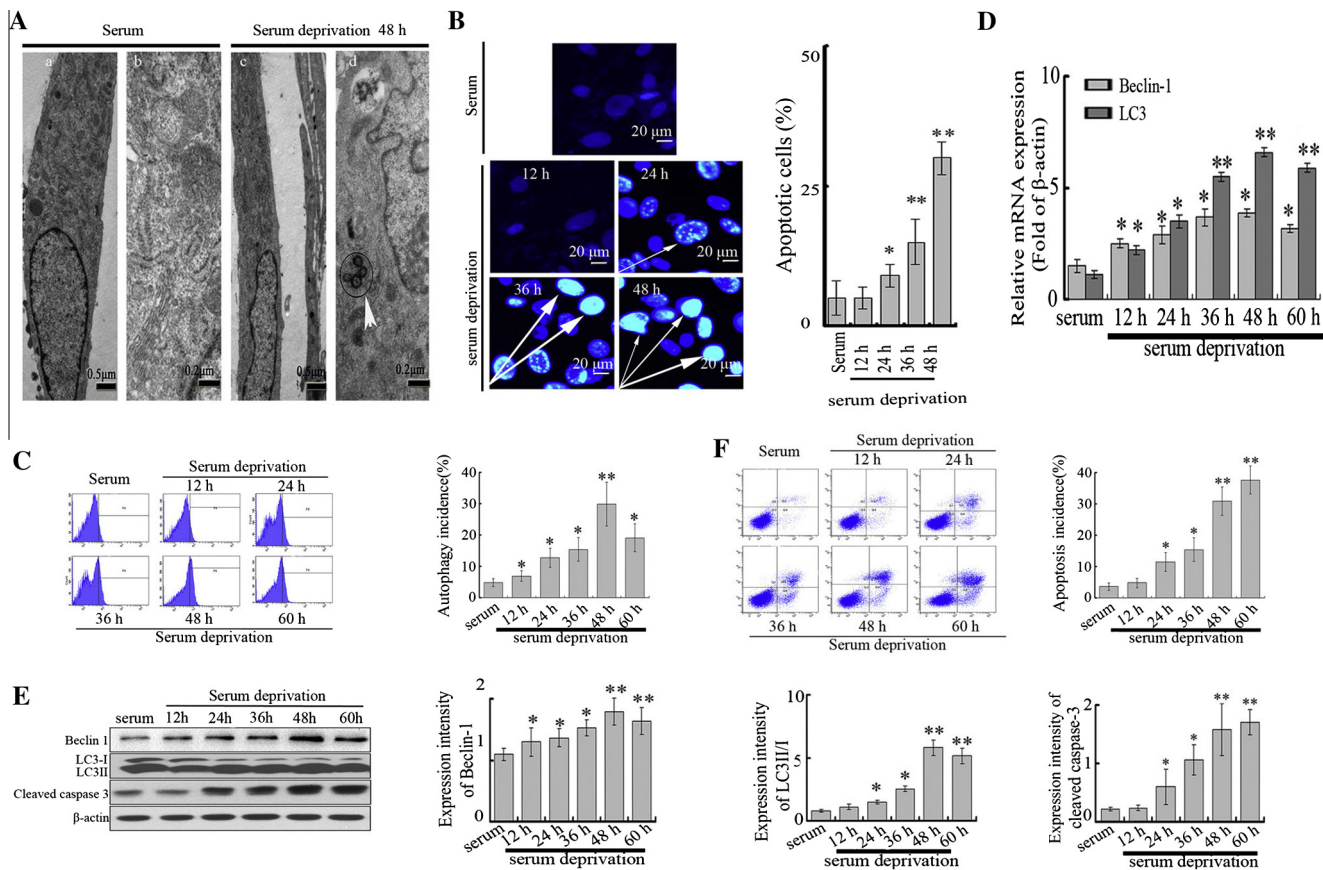 A
Serum
Serum deprivation 48 h
a
b
c
d
0.5μm
0.2μm
0.5μm
0.2μm
B
Serum
20 μm
serum deprivation
12 h
20 μm
24 h
20 μm
36 h
20 μm
48 h
20 μm
Apoptotic cells (%)
50
25
0
*
**
**
Serum
12 h
24 h
36 h
48 h
serum deprivation
D
Relative mRNA expression
(Fold of β-actin)
10
5
0
Beclin-1
LC3
* *
* *
* **
* **
* **
serum
12 h
24 h
36 h
48 h
60 h
serum deprivation
C
Serum
Serum deprivation
12 h
24 h
36 h
48 h
60 h
Serum deprivation
Autophagy incidence(%)
40
30
20
10
0
*
*
*
**
*
serum
12 h
24 h
36 h
48 h
60 h
serum deprivation
F
Serum
Serum deprivation
12 h
24 h
36 h
48 h
60 h
Serum deprivation
Apoptosis incidence(%)
40
30
20
10
0
*
*
**
**
serum
12 h
24 h
36 h
48 h
60 h
serum deprivation
E
Serum deprivation
serum 12h 24h 36h 48h 60h
Beclin 1
LC3-I
LC3II
Cleaved caspase 3
β-actin
Expression intensity
of Beclin-1
2
1
0
*
*
*
**
**
serum
12 h
24 h
36 h
48 h
60 h
serum deprivation
Expression intensity
of LC3II/I
10
5
0
*
*
**
**
serum
12 h
24 h
36 h
48 h
60 h
serum deprivation
Expression intensity of
cleaved caspase-3
2
1
0
*
*
**
**
serum
12 h
24 h
36 h
48 h
60 h
serum deprivation